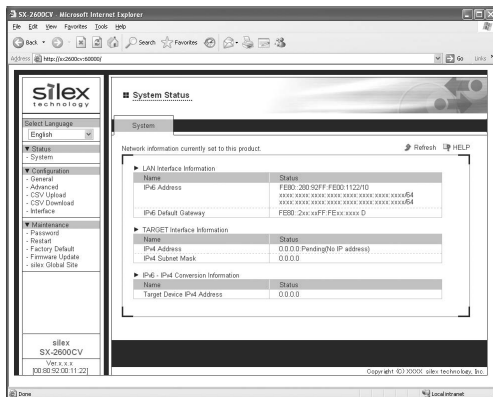 SX-2600CV - Microsoft Internet Explorer
File Edit View Favorites Tools Help
Back Search Favorites
Address http://sx2600cv:60000/ Go Links
silex
technology
System Status
Select Language
English
System
▼ Status
- System
▼ Configuration
- General
- Advanced
- CSV Upload
- CSV Download
- Interface
▼ Maintenance
- Password
- Restart
- Factory Default
- Firmware Update
- silex Global Site
Network information currently set to this product.
Refresh HELP
► LAN Interface Information
Name Status
IPv6 Address FE80::280:92FF:FE00:1122/10
xxxx:xxxx:xxxx:xxxx:xxxx:xxxx:xxxx:xxxx/64
xxxx:xxxx:xxxx:xxxx:xxxx:xxxx:xxxx:xxxx/64
IPv6 Default Gateway FE80::2xx:xxFF:FExx:xxxx D
► TARGET Interface Information
Name Status
IPv4 Address 0.0.0.0.Pending(No IP address)
IPv4 Subnet Mask 0.0.0.0
► IPv6 - IPv4 Conversion Information
Name Status
Target Device IPv4 Address 0.0.0.0
silex
SX-2600CV
Ver.x.x.x
[00:80:92:00:11:22]
Copyright (C) XXXX silex technology, Inc.
Done
Local intranet